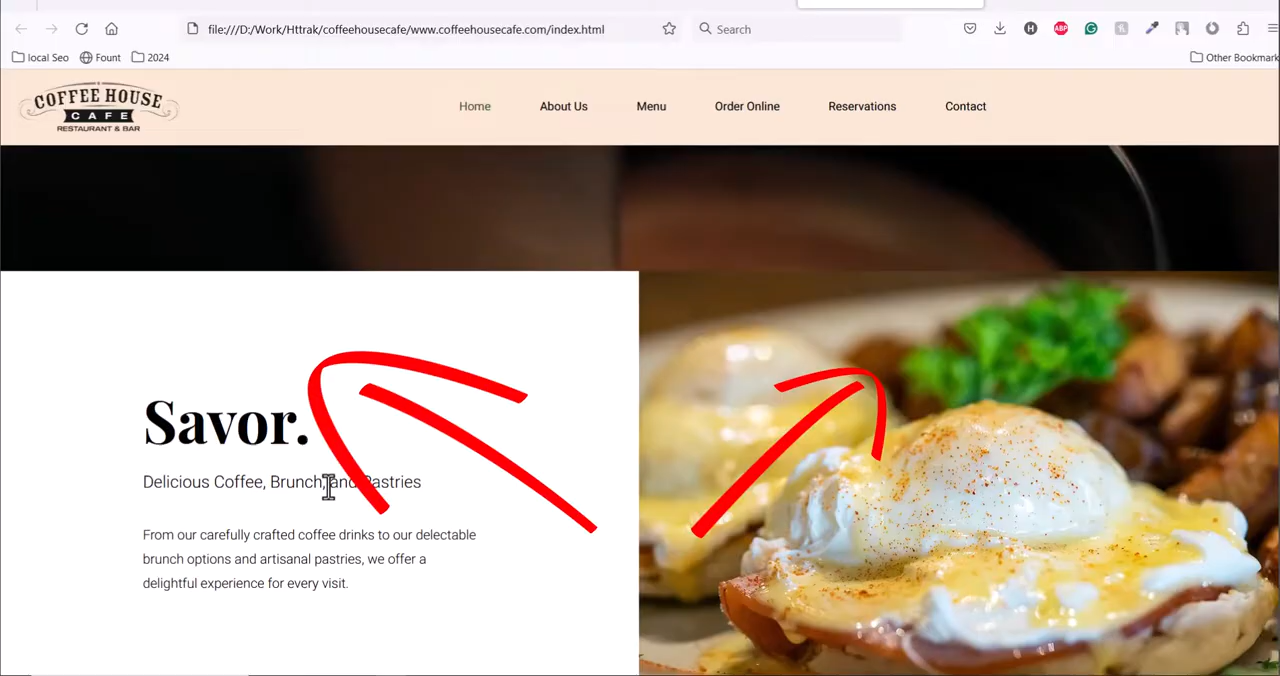 file:///D:/Work/Httrak/coffeehousecafe/www.coffeehousecafe.com/index.html
Search
H
ABP
G
local Seo
Fount
2024
Other Bookmark
COFFEE HOUSE
CAFE
RESTAURANT & BAR
Home
About Us
Menu
Order Online
Reservations
Contact
Savor.
Delicious Coffee, Brunch, and Pastries
From our carefully crafted coffee drinks to our delectable
brunch options and artisanal pastries, we offer a
delightful experience for every visit.